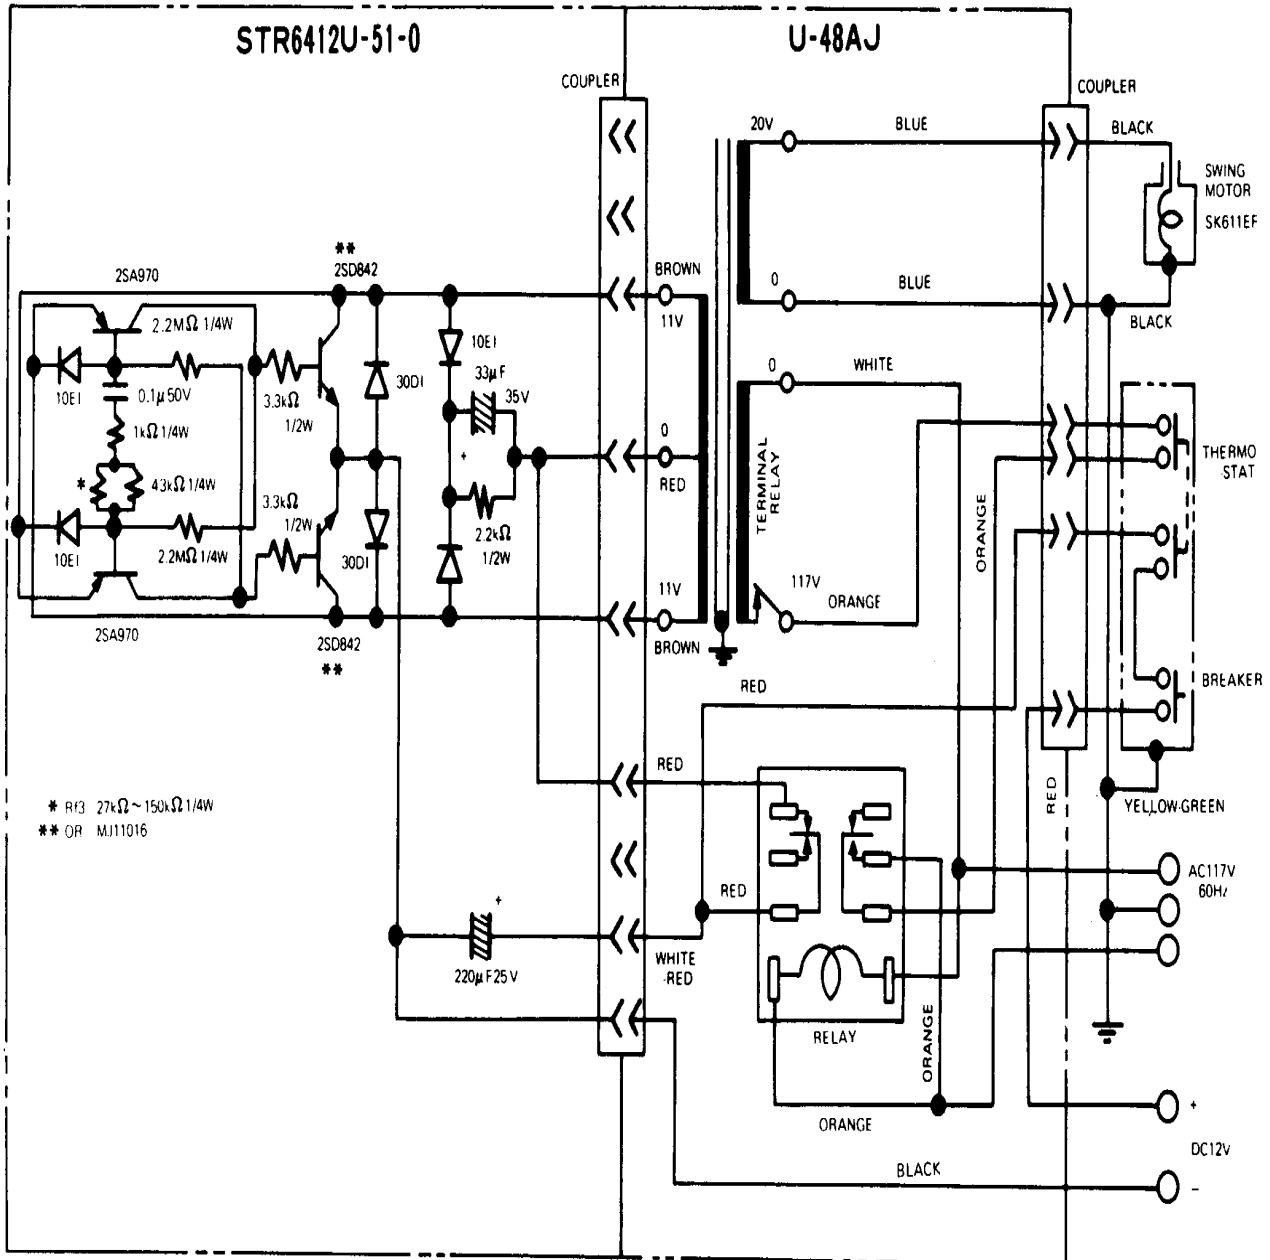 STR6412U-51-0
U-48AJ
COUPLER
COUPLER
20V
BLUE
BLACK
SWING
MOTOR
SK611EF
**
2SD842
2SA970
BROWN
11V
0
BLUE
BLACK
2.2MΩ 1/4W
10E1
30D1
10E1
0.1μ50V
3.3kΩ
1/2W
33μF
35V
+
0
WHITE
1kΩ 1/4W
*
43kΩ 1/4W
3.3kΩ
1/2W
0
RED
TERMINAL
RELAY
ORANGE
THERMO
STAT
10E1
2.2MΩ 1/4W
30D1
2.2kΩ
1/2W
11V
117V
ORANGE
2SA970
2SD842
**
BROWN
RED
BREAKER
RED
RED
YELLOW-GREEN
* Rf3 27kΩ~150kΩ 1/4W
** OR MJ11016
AC117V
60Hz
RED
+
220μF25V
WHITE
RED
RELAY
ORANGE
ORANGE
+
DC12V
BLACK
-